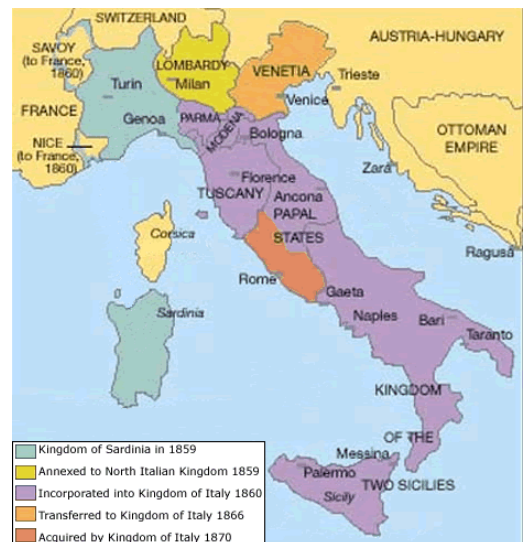 SWITZERLAND
AUSTRIA-HUNGARY
SAVOY
(to France,
1860)
LOMBARDY
Milan
VENETIA
Turin
Trieste
Venice
FRANCE
Genoa
PARMA
MODENA
Bologna
OTTOMAN
EMPIRE
NICE
(to France,
1860)
Zara
Florence
TUSCANY
Ancona
PAPAL
STATES
Corsica
Ragusa
Rome
Gaeta
Sardinia
Naples
Bari
Taranto
KINGDOM
OF THE
TWO SICILIES
Messina
Palermo
Sicily
Kingdom of Sardinia in 1859
Annexed to North Italian Kingdom 1859
Incorporated into Kingdom of Italy 1860
Transferred to Kingdom of Italy 1866
Acquired by Kingdom of Italy 1870